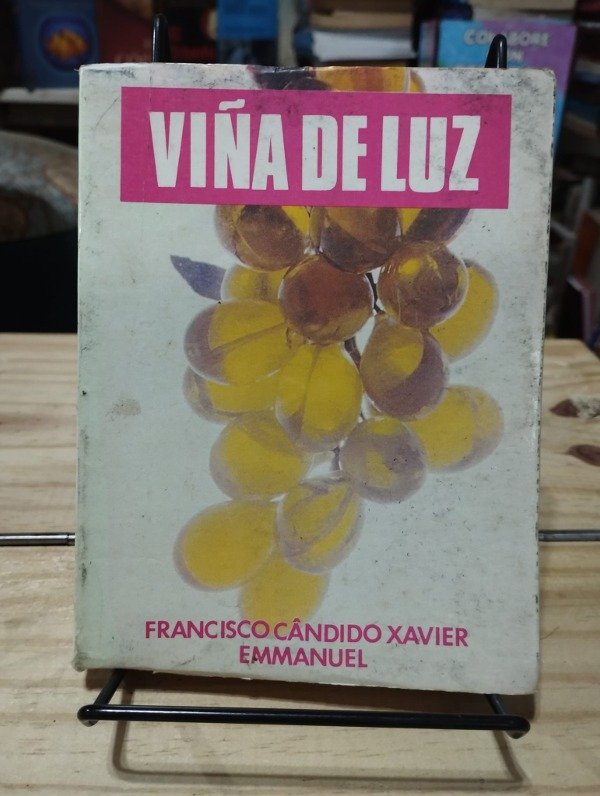 VIÑA DE LUZ
FRANCISCO CÂNDIDO XAVIER
EMMANUEL